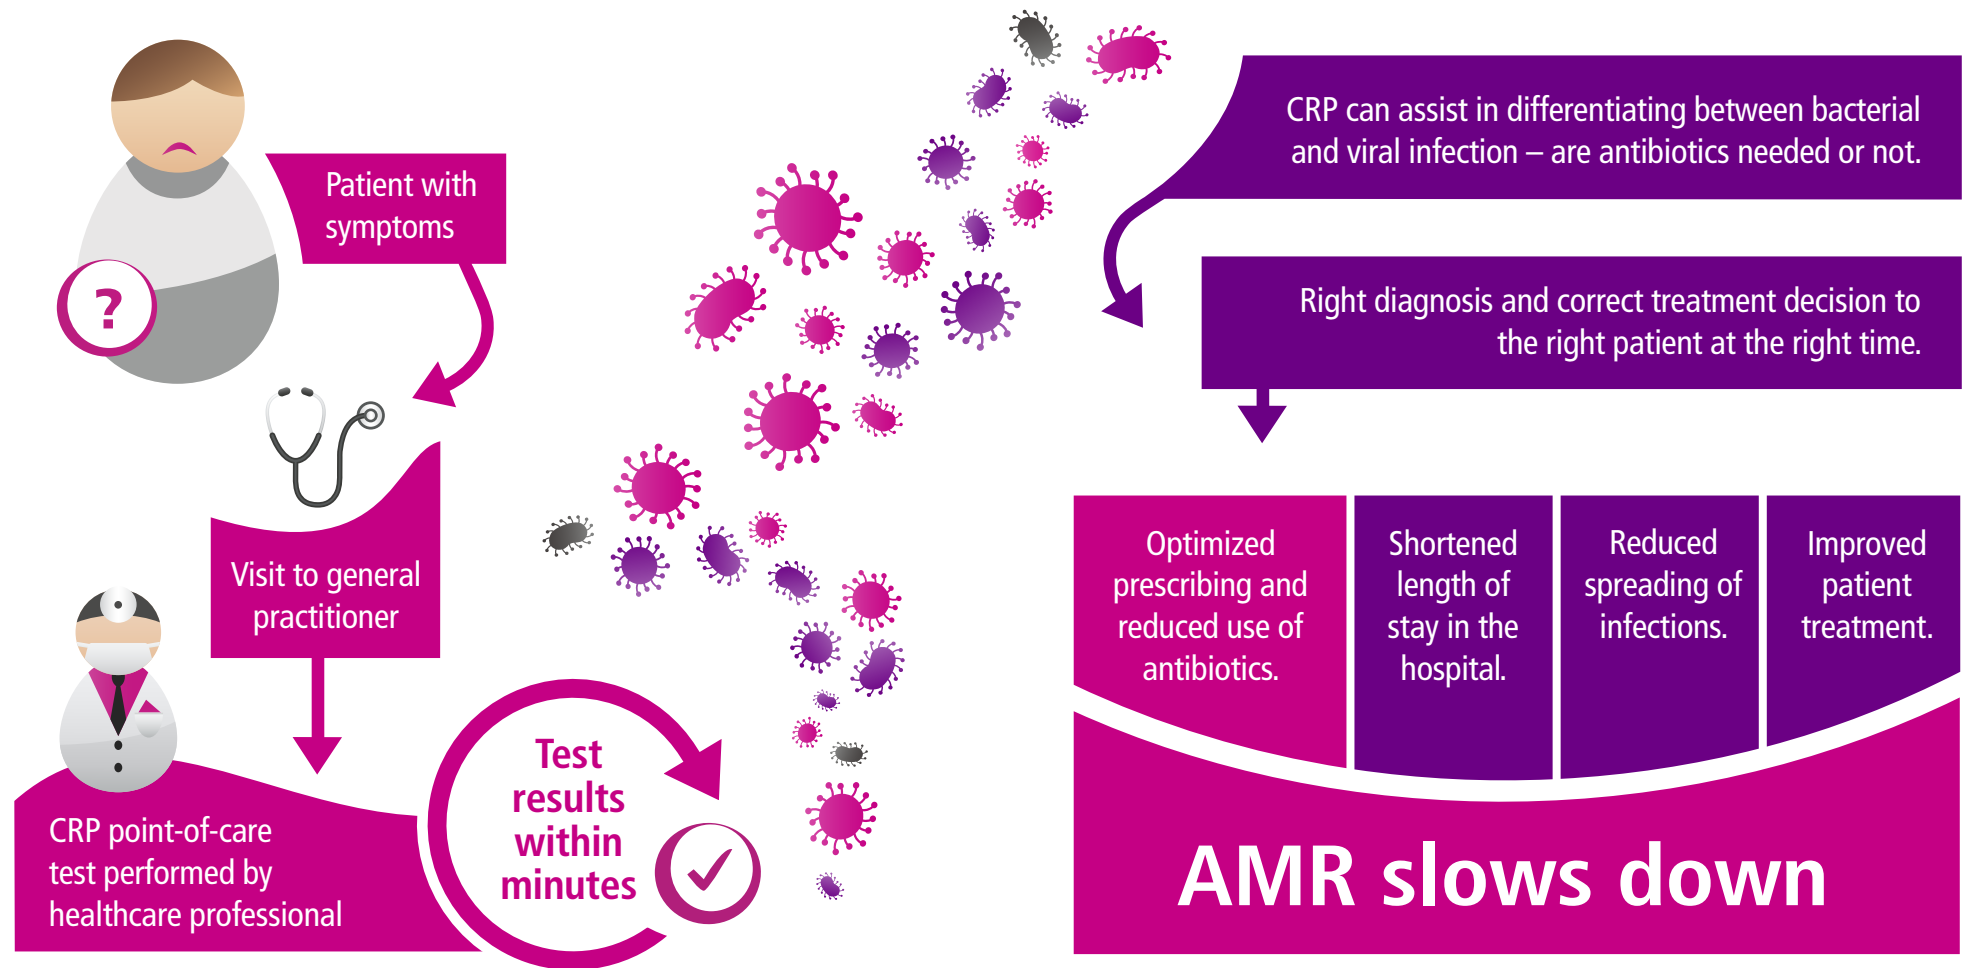 Patient with
symptoms
?
Visit to general
practitioner
CRP point-of-care
test performed by
healthcare professional
Test
results
within
minutes
CRP can assist in differentiating between bacterial
and viral infection – are antibiotics needed or not.
Right diagnosis and correct treatment decision to
the right patient at the right time.
Optimized
prescribing and
reduced use of
antibiotics.
Shortened
length of
stay in the
hospital.
Reduced
spreading of
infections.
Improved
patient
treatment.
AMR slows down